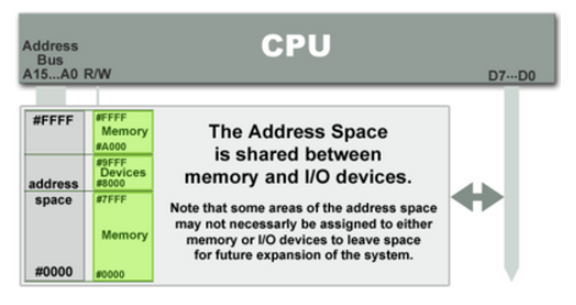 CPU
Address
Bus
A15...A0 R/W
D7...D0
#FFFF
address
space
#0000
#FFFF
Memory
#A000
#9FFF
Devices
#8000
#7FFF
Memory
#0000
The Address Space
is shared between
memory and I/O devices.
Note that some areas of the address space
may not necessarly be assigned to either
memory or I/O devices to leave space
for future expansion of the system.